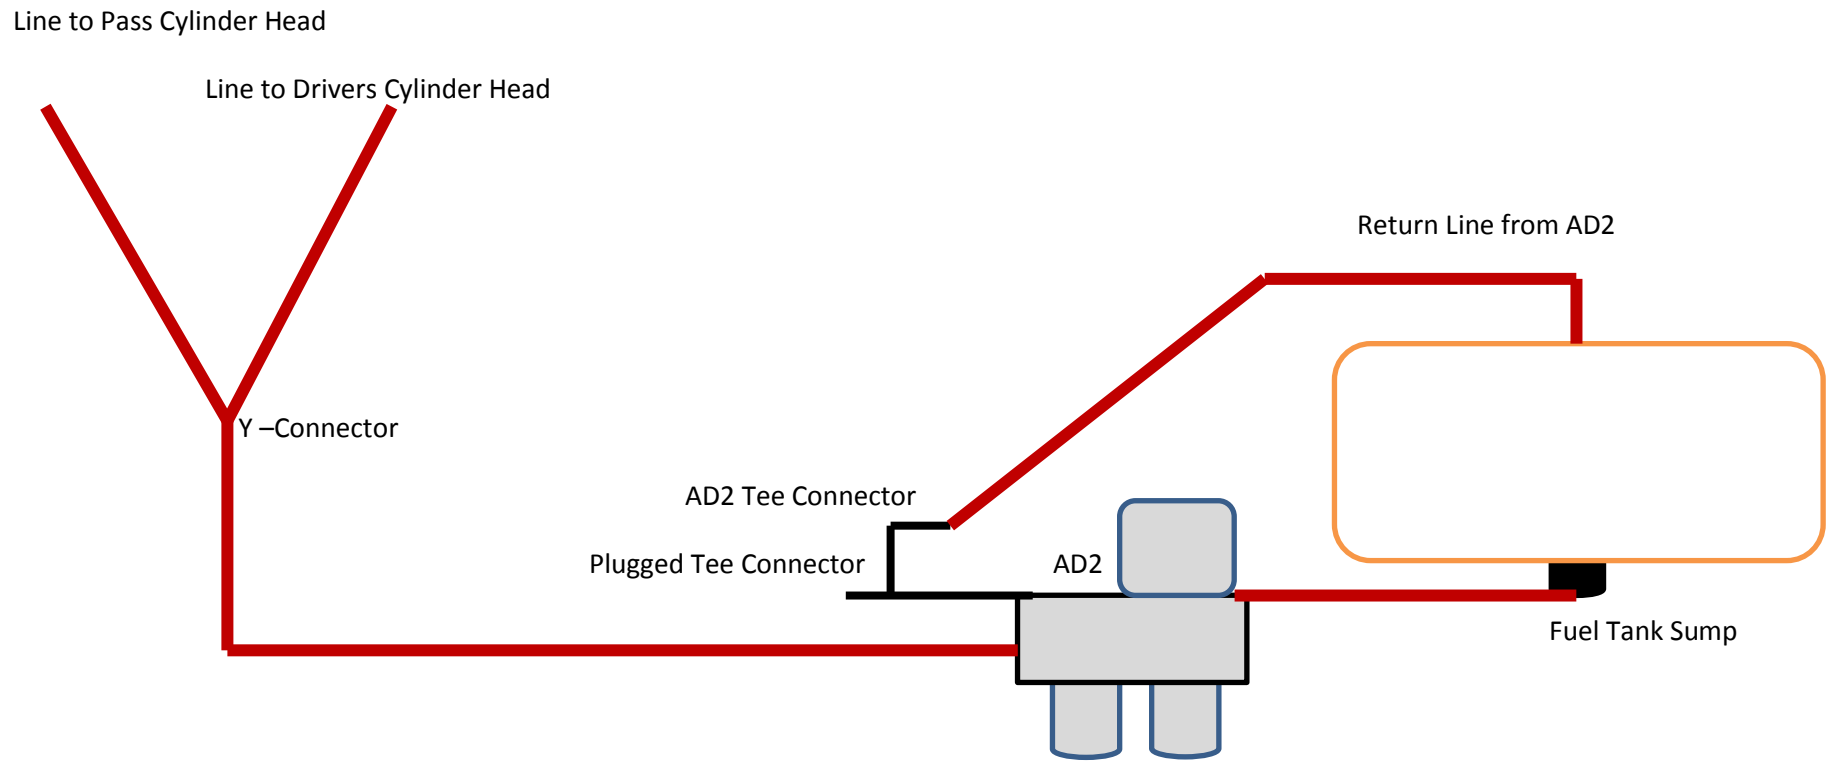 Line to Pass Cylinder Head
Line to Drivers Cylinder Head
Return Line from AD2
Y –Connector
AD2 Tee Connector
Plugged Tee Connector
AD2
Fuel Tank Sump